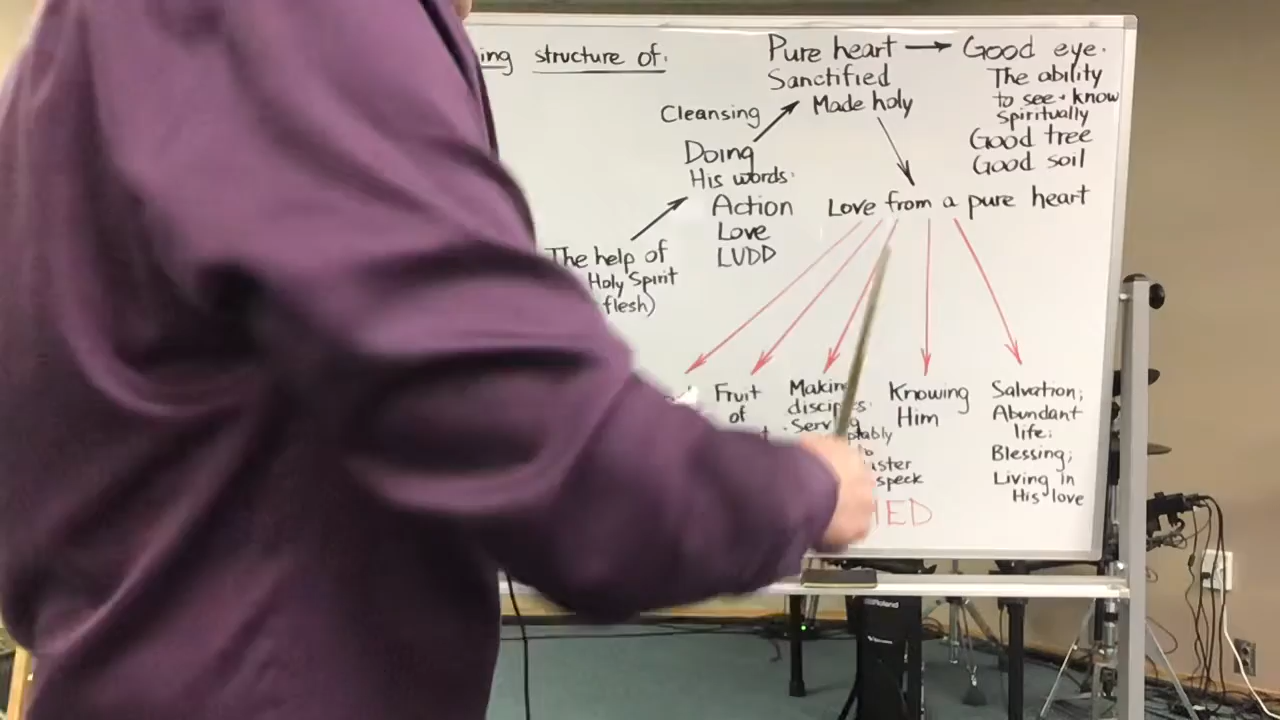 structure of:
Pure heart → Good eye.
Sanctified
Made holy
The ability
to see + know
spiritually
Good tree
Good soil
Cleansing
Doing
His words.
Action
Love
LUDD
Love from a pure heart
The help of
Holy Spirit
flesh)
Fruit
of
Making
Knowing
Him
Salvation;
Abundant
life;
Blessing;
Living in
His love
speck
Roland